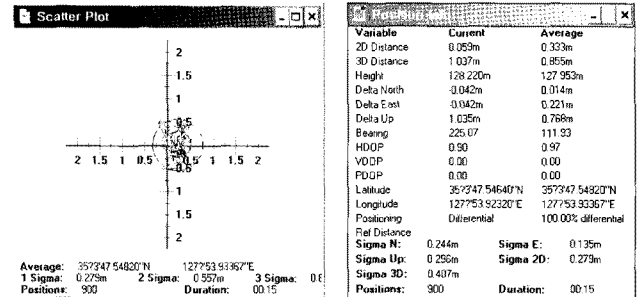 Scatter Plot
2
1.5
1
0.5
2 1.5 1 0.5 1 1.5 2
0.5
1
1.5
2
Average: 35?3'47.54820"N 127?'53.93367"E
1 Sigma: 0.279m 2 Sigma: 0.557m 3 Sigma:
Positions: 900 Duration: 00:15
Variable Current Average
2D Distance 0.059m 0.333m
3D Distance 1.037m 0.855m
Height 128.220m 127.953m
Delta North -0.042m 0.014m
Delta East -0.042m 0.221m
Delta Up 1.035m 0.768m
Bearing 225.07 111.93
HDOP 0.90 0.97
VDOP 0.00 0.00
PDOP 0.00 0.00
Latitude 35?3'47.54640"N 35?3'47.54820"N
Longitude 127?'53.92320"E 127?'53.93367"E
Positioning Differential 100.00% differential
Ref Distance
Sigma N: 0.244m Sigma E: 0.135m
Sigma Up: 0.296m Sigma 2D: 0.279m
Sigma 3D: 0.407m
Positions: 900 Duration: 00:15